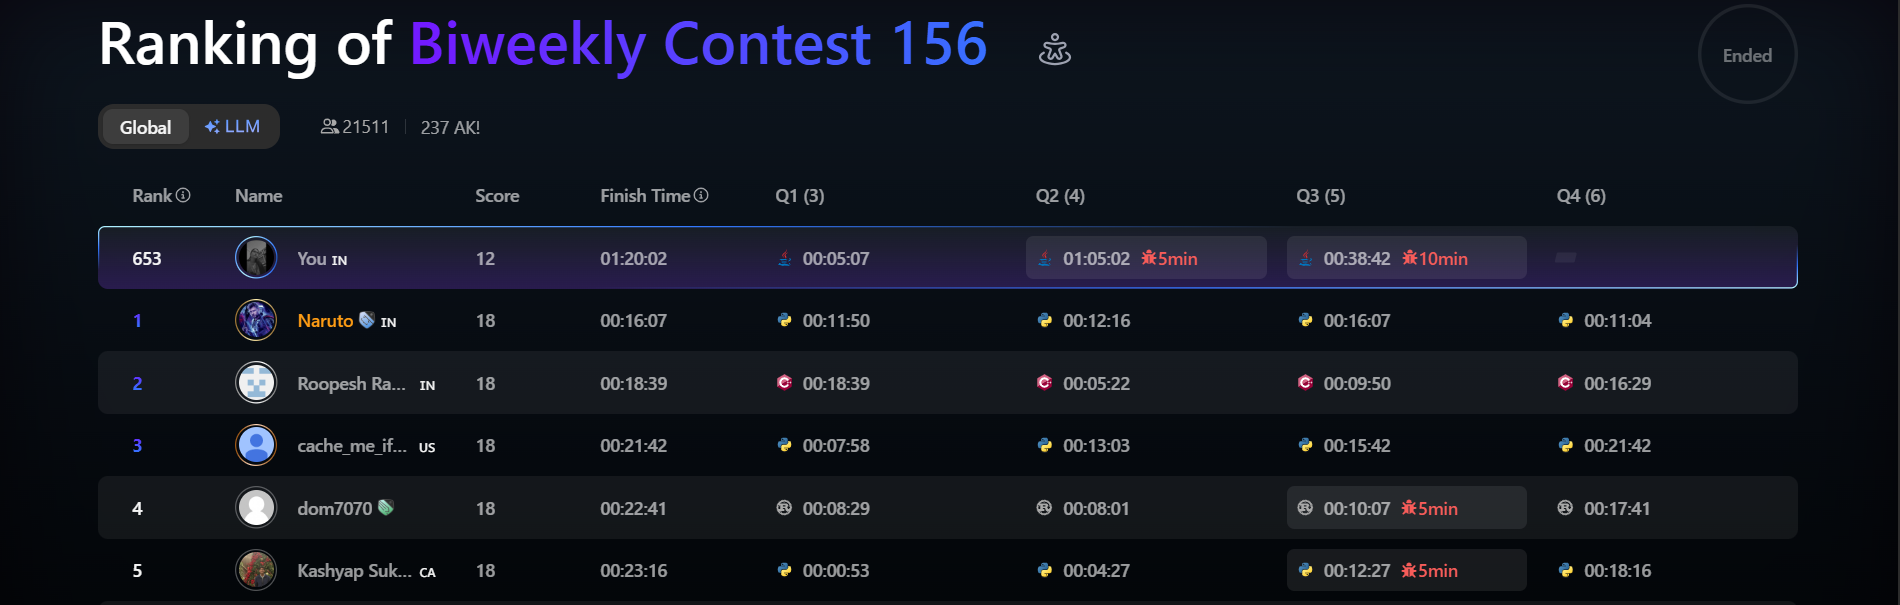 Ranking of Biweekly Contest 156
Ended
Global LLM 21511 237 AK!
Rank Name Score Finish Time Q1 (3) Q2 (4) Q3 (5) Q4 (6)
653 You IN 12 01:20:02 00:05:07 01:05:02 5min 00:38:42 10min
1 Naruto IN 18 00:16:07 00:11:50 00:12:16 00:16:07 00:11:04
2 Roopesh Ra... IN 18 00:18:39 00:18:39 00:05:22 00:09:50 00:16:29
3 cache_me_if... US 18 00:21:42 00:07:58 00:13:03 00:15:42 00:21:42
4 dom7070 18 00:22:41 00:08:29 00:08:01 00:10:07 5min 00:17:41
5 Kashyap Suk... CA 18 00:23:16 00:00:53 00:04:27 00:12:27 5min 00:18:16